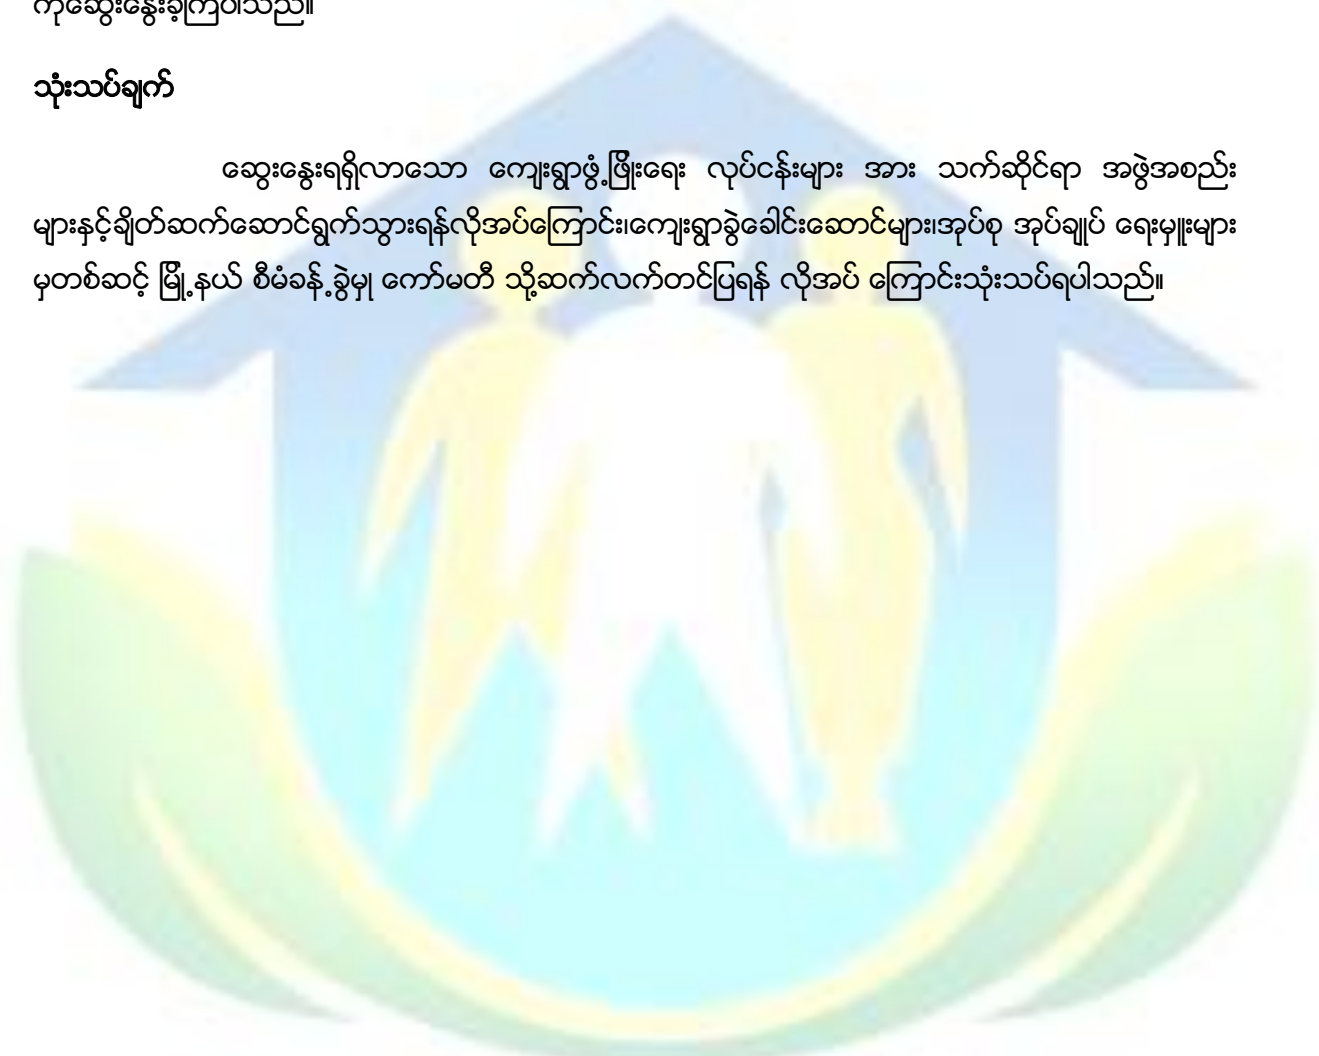 ကိုဆွေးနွေးခဲ့ကြပါသည်။
သုံးသပ်ချက်
ဆွေးနွေးရရှိလာသော ကျေးရွာဖွံ့ဖြိုးရေး လုပ်ငန်းများ အား သက်ဆိုင်ရာ အဖွဲ့အစည်း
များနှင့်ချိတ်ဆက်ဆောင်ရွက်သွားရန်လိုအပ်ကြောင်း၊ကျေးရွာခွဲခေါင်းဆောင်များ၊အုပ်စု အုပ်ချုပ် ရေးမှူးများ
မှတစ်ဆင့် မြို့နယ် စီမံခန့်ခွဲမှု ကော်မတီ သို့ဆက်လက်တင်ပြရန် လိုအပ် ကြောင်းသုံးသပ်ရပါသည်။